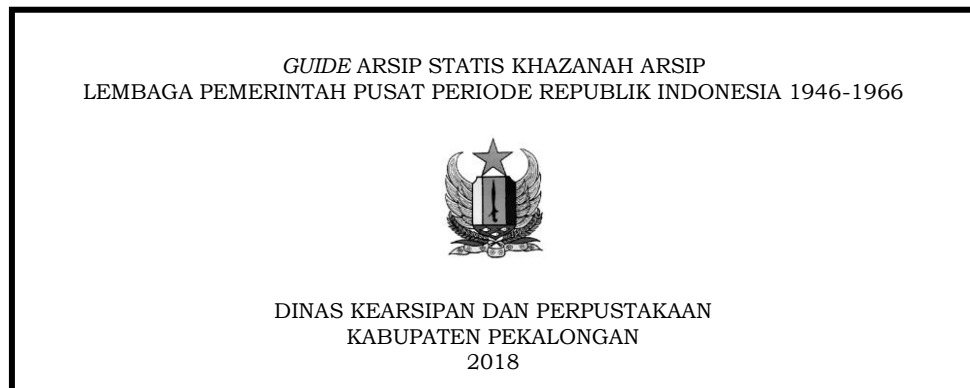 GUIDE ARSIP STATIS KHAZANAH ARSIP
LEMBAGA PEMERINTAH PUSAT PERIODE REPUBLIK INDONESIA 1946-1966
DINAS KEARSIPAN DAN PERPUSTAKAAN
KABUPATEN PEKALONGAN
2018